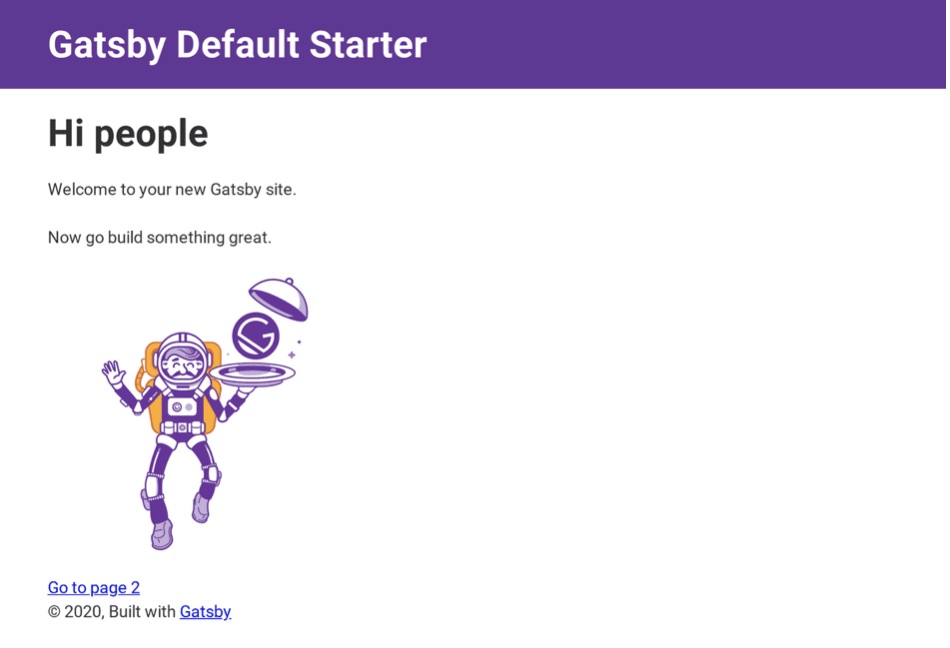 Gatsby Default Starter
Hi people
Welcome to your new Gatsby site.
Now go build something great.
Go to page 2
© 2020, Built with Gatsby